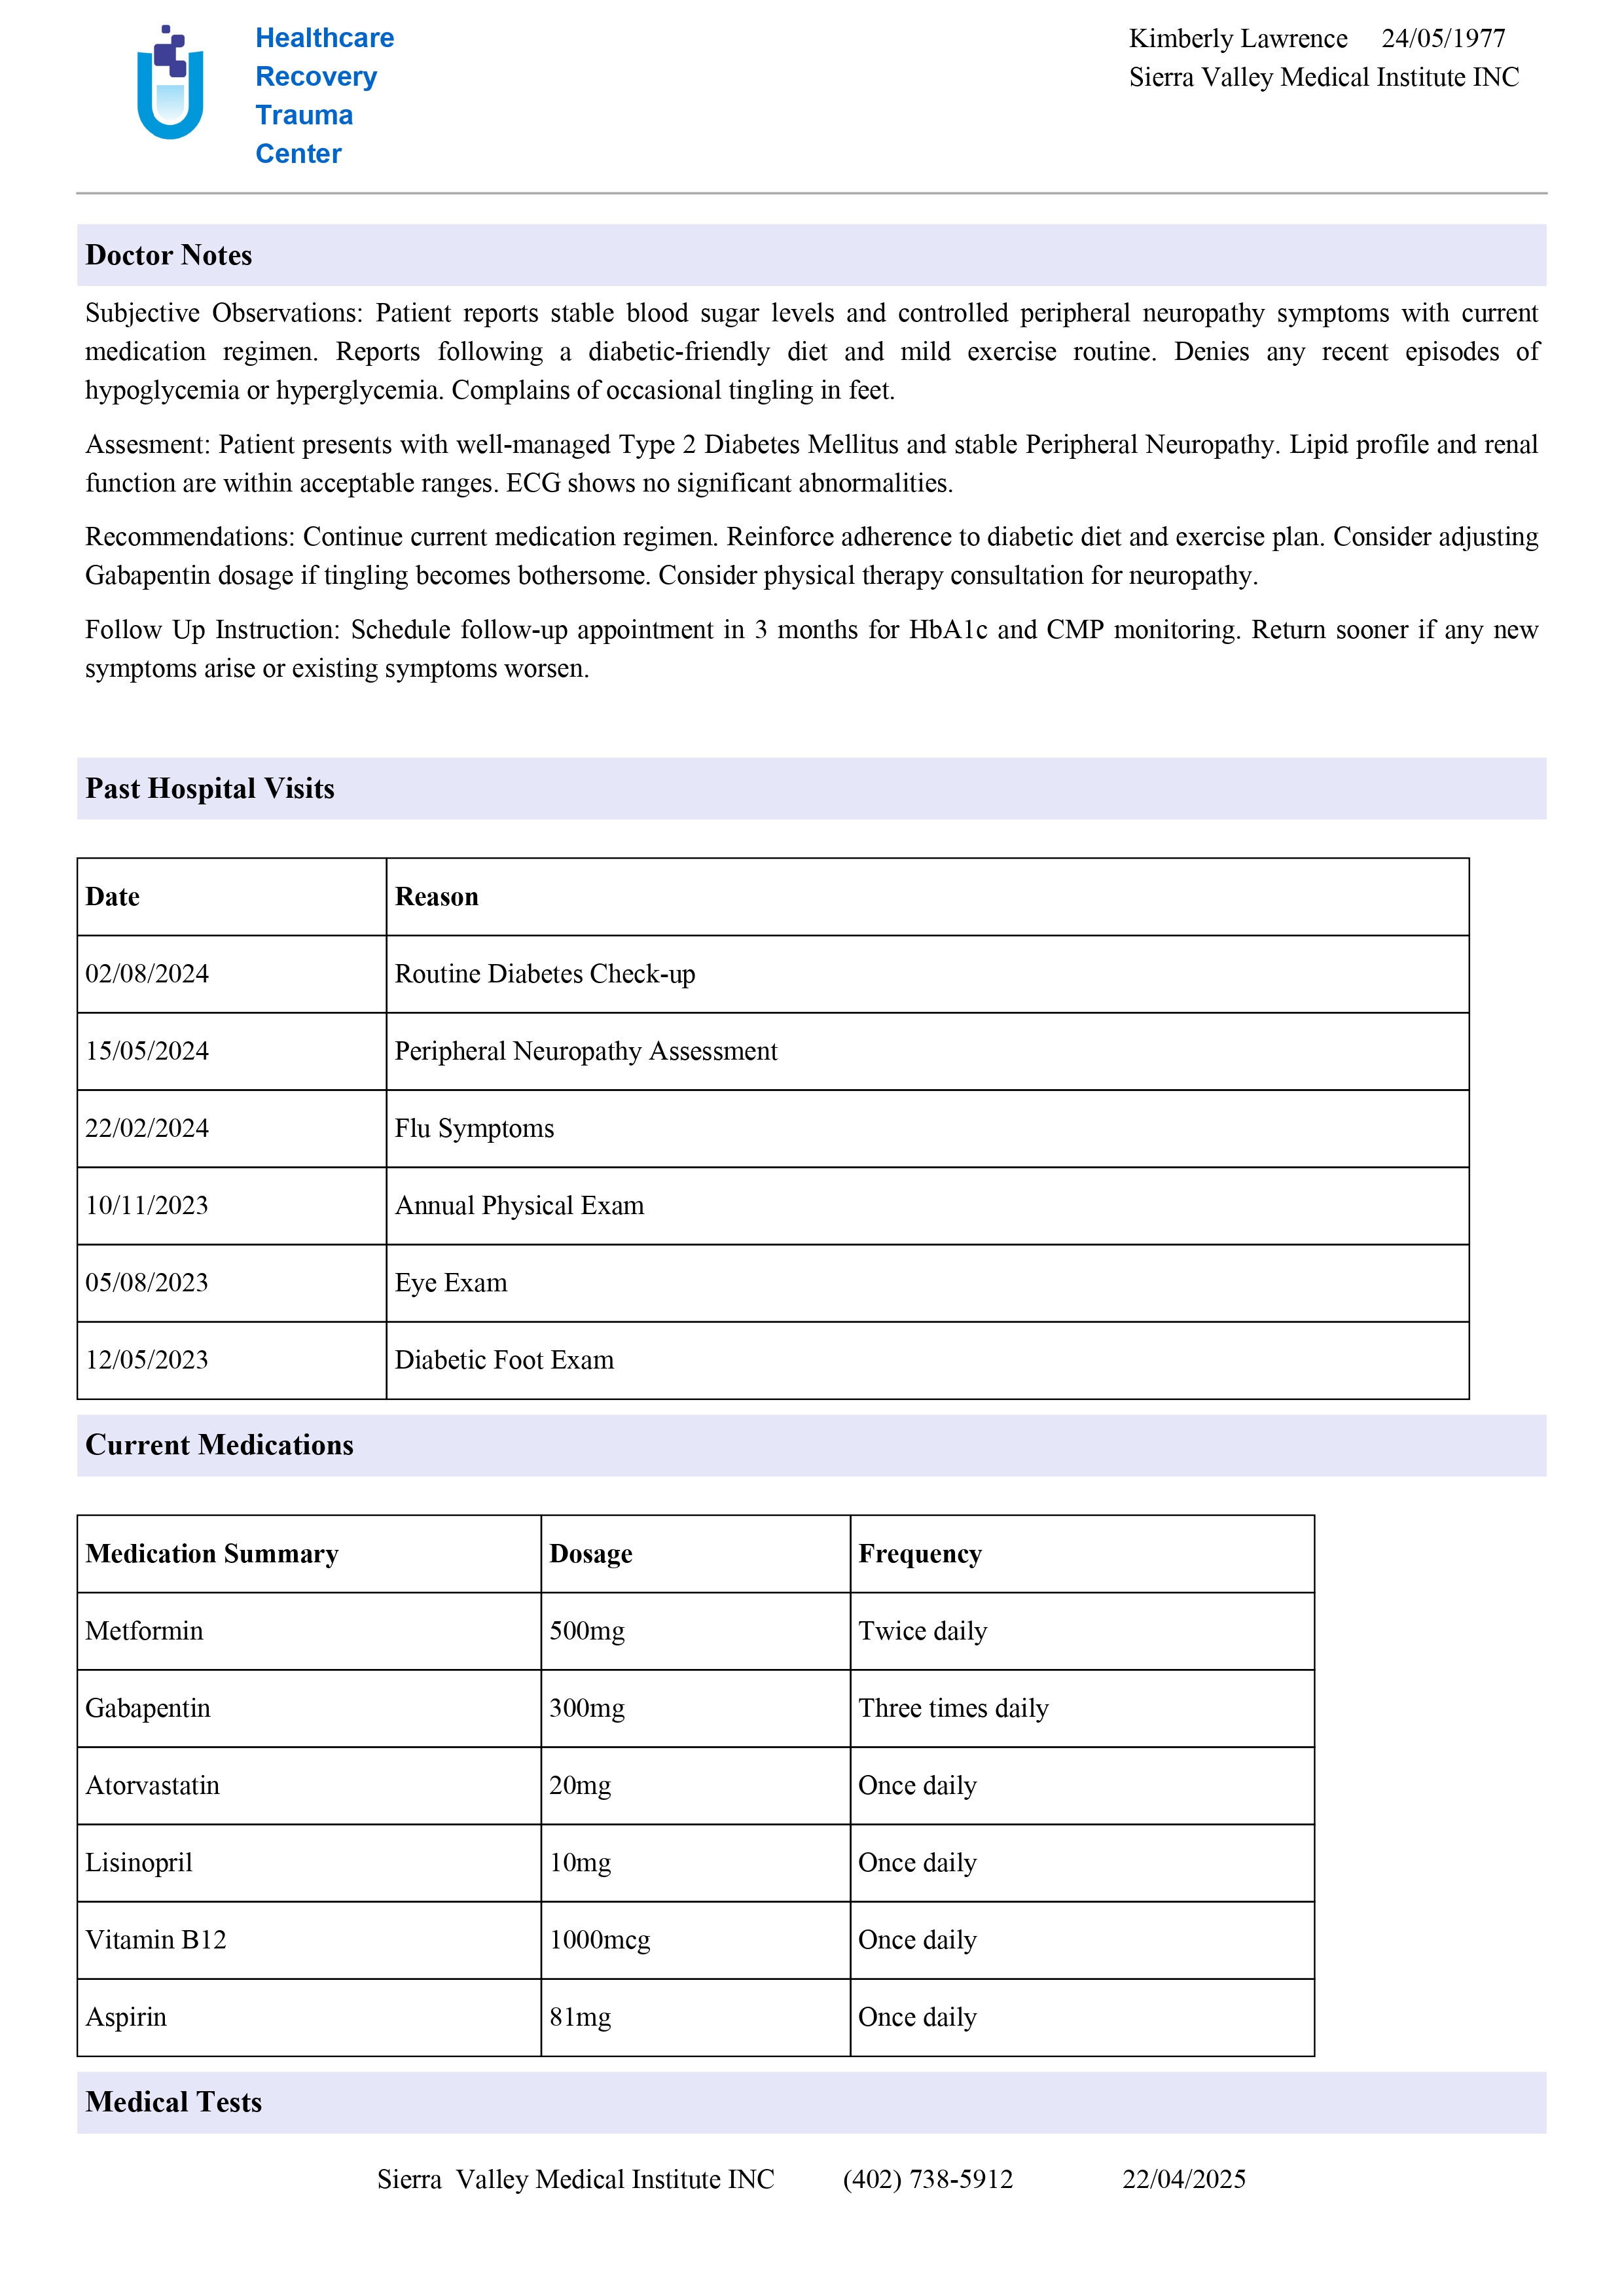 Healthcare
Recovery
Trauma
Center
Kimberly Lawrence 24/05/1977
Sierra Valley Medical Institute INC
Doctor Notes
Subjective Observations: Patient reports stable blood sugar levels and controlled peripheral neuropathy symptoms with current
medication regimen. Reports following a diabetic-friendly diet and mild exercise routine. Denies any recent episodes of
hypoglycemia or hyperglycemia. Complains of occasional tingling in feet.
Assesment: Patient presents with well-managed Type 2 Diabetes Mellitus and stable Peripheral Neuropathy. Lipid profile and renal
function are within acceptable ranges. ECG shows no significant abnormalities.
Recommendations: Continue current medication regimen. Reinforce adherence to diabetic diet and exercise plan. Consider adjusting
Gabapentin dosage if tingling becomes bothersome. Consider physical therapy consultation for neuropathy.
Follow Up Instruction: Schedule follow-up appointment in 3 months for HbA1c and CMP monitoring. Return sooner if any new
symptoms arise or existing symptoms worsen.
Past Hospital Visits
Date Reason
02/08/2024 Routine Diabetes Check-up
15/05/2024 Peripheral Neuropathy Assessment
22/02/2024 Flu Symptoms
10/11/2023 Annual Physical Exam
05/08/2023 Eye Exam
12/05/2023 Diabetic Foot Exam
Current Medications
Medication Summary Dosage Frequency
Metformin 500mg Twice daily
Gabapentin 300mg Three times daily
Atorvastatin 20mg Once daily
Lisinopril 10mg Once daily
Vitamin B12 1000mcg Once daily
Aspirin 81mg Once daily
Medical Tests
Sierra Valley Medical Institute INC (402) 738-5912 22/04/2025